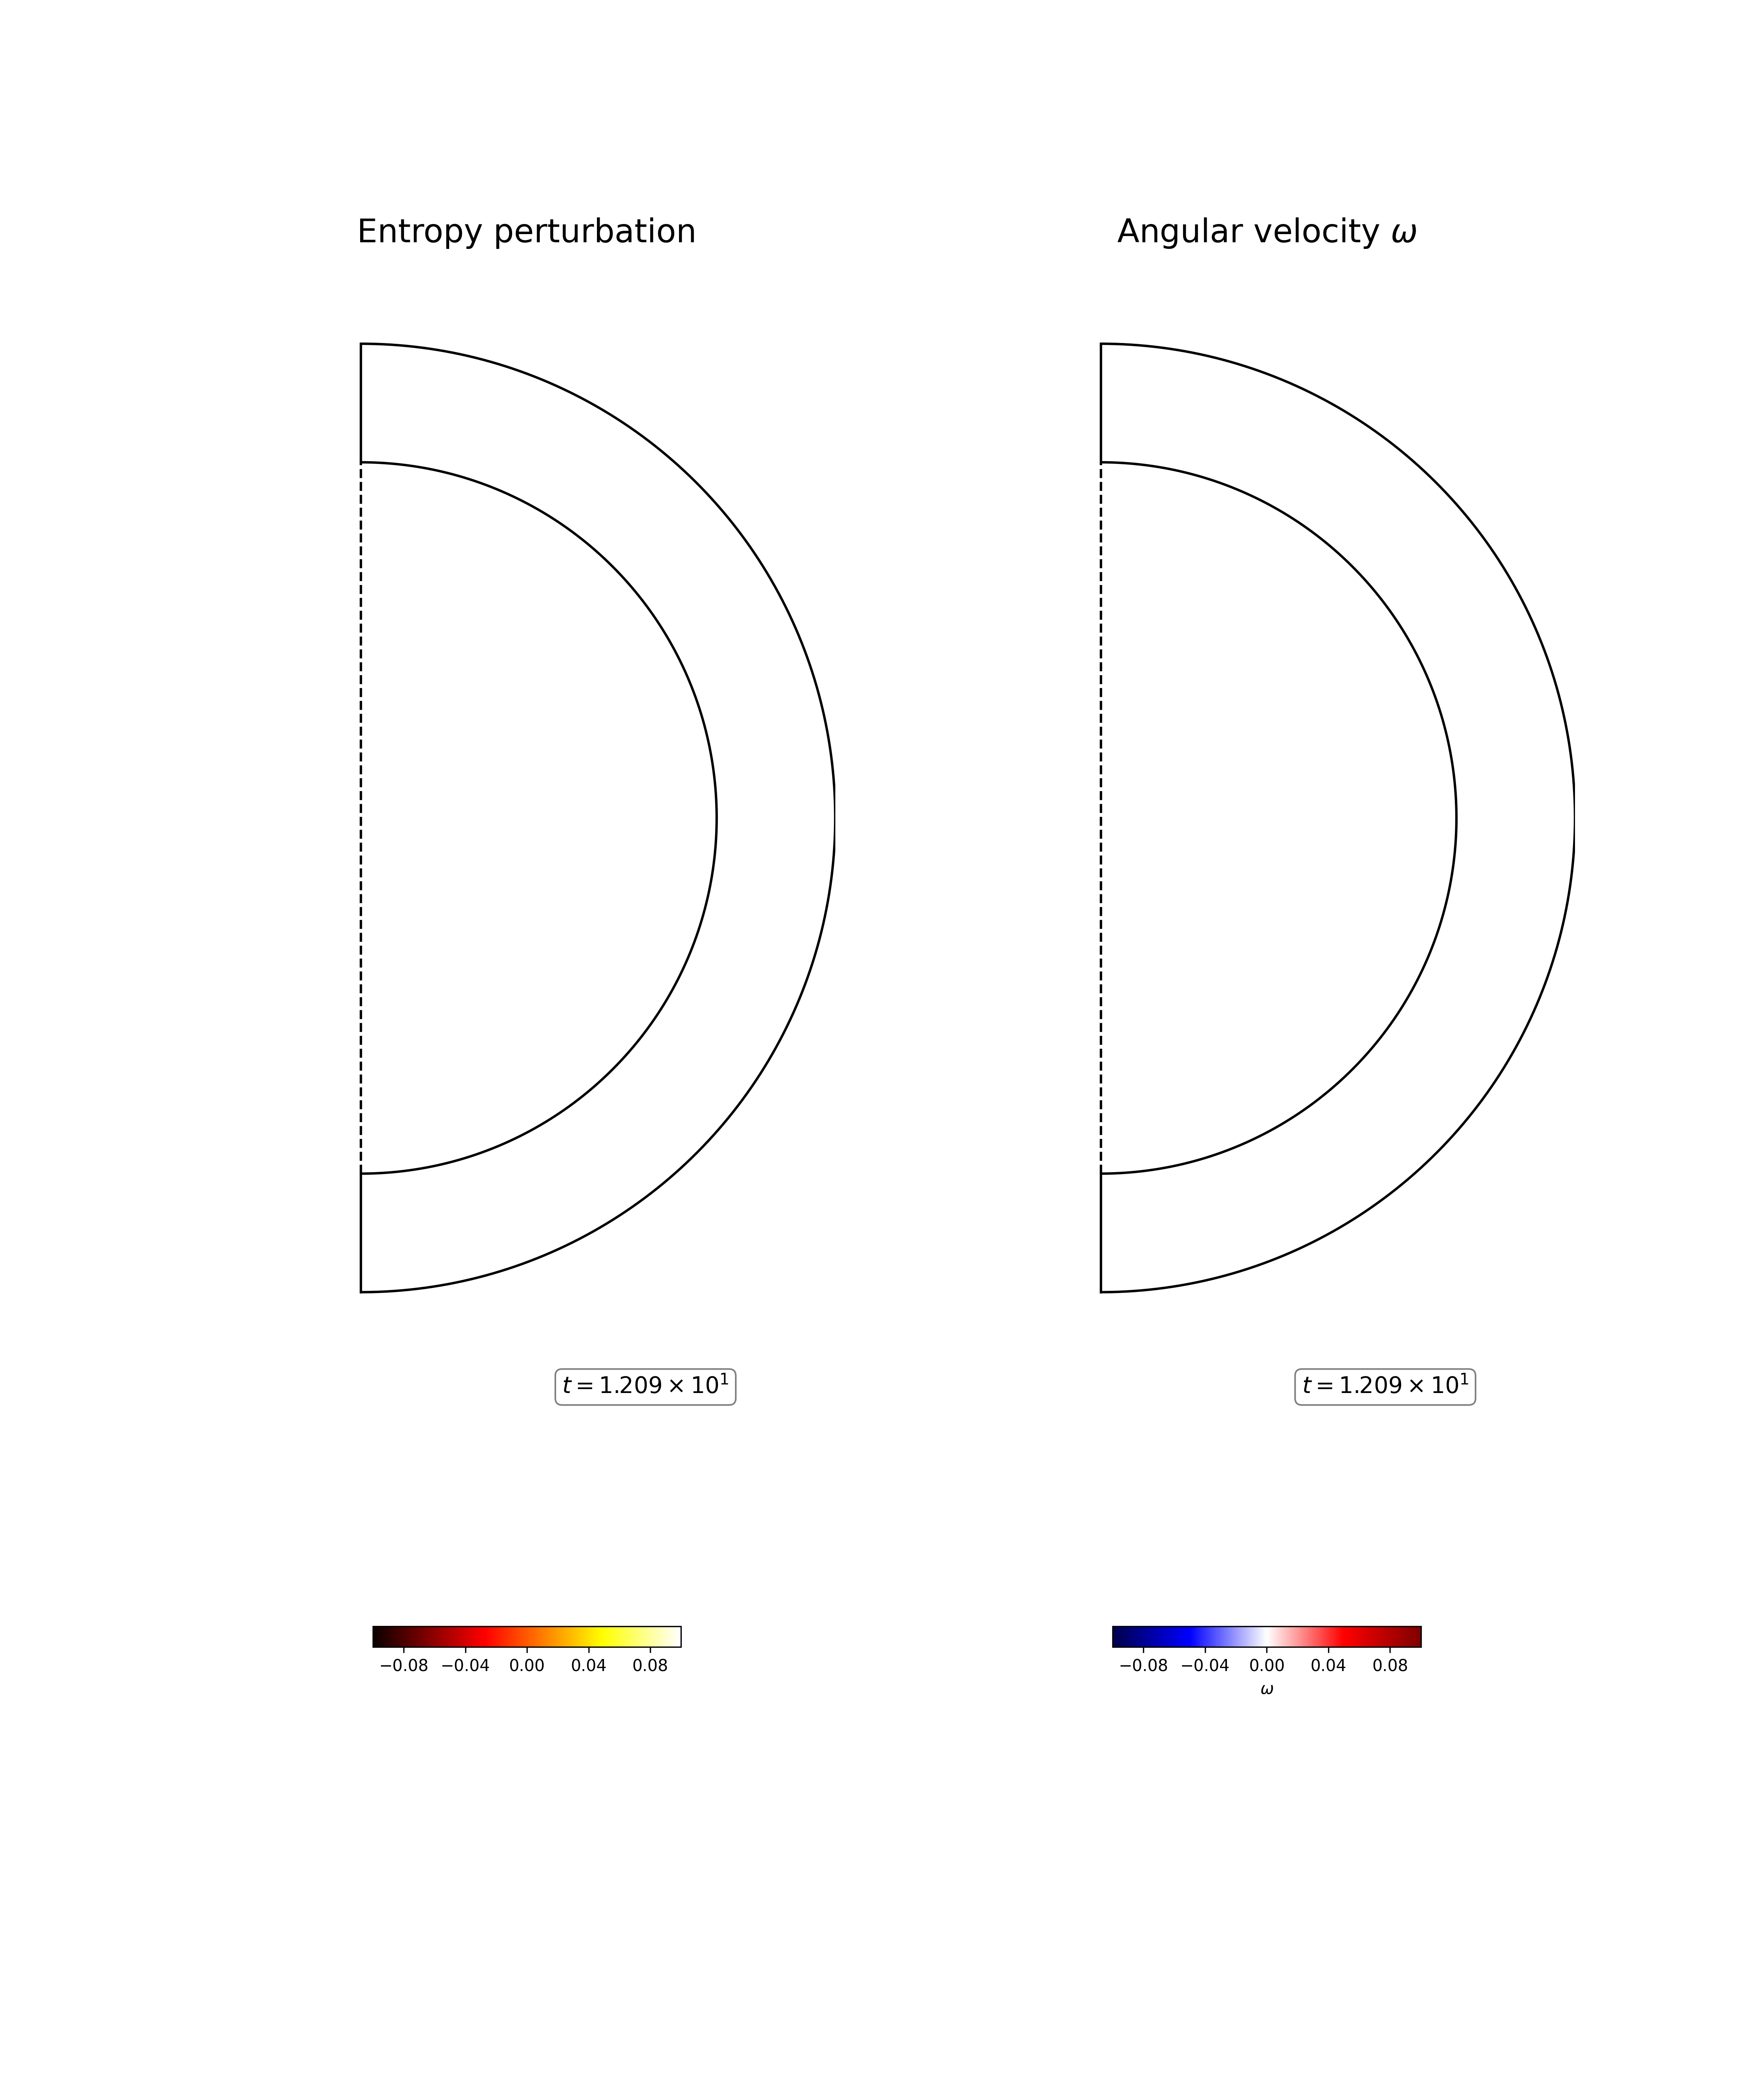 Entropy perturbation
Angular velocity ω
t = 1.209 × 10¹
t = 1.209 × 10¹
−0.08 −0.04 0.00 0.04 0.08
−0.08 −0.04 0.00 0.04 0.08
ω